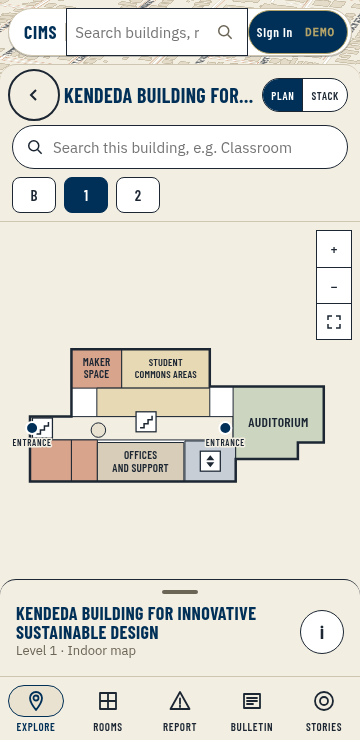 CIMS
Search buildings, r
Sign In DEMO
KENDEDA BUILDING FOR...
PLAN STACK
Search this building, e.g. Classroom
B 1 2
+
−
MAKER
SPACE
STUDENT
COMMONS AREAS
AUDITORIUM
ENTRANCE
ENTRANCE
OFFICES
AND SUPPORT
KENDEDA BUILDING FOR INNOVATIVE
SUSTAINABLE DESIGN
i
Level 1 · Indoor map
EXPLORE ROOMS REPORT BULLETIN STORIES